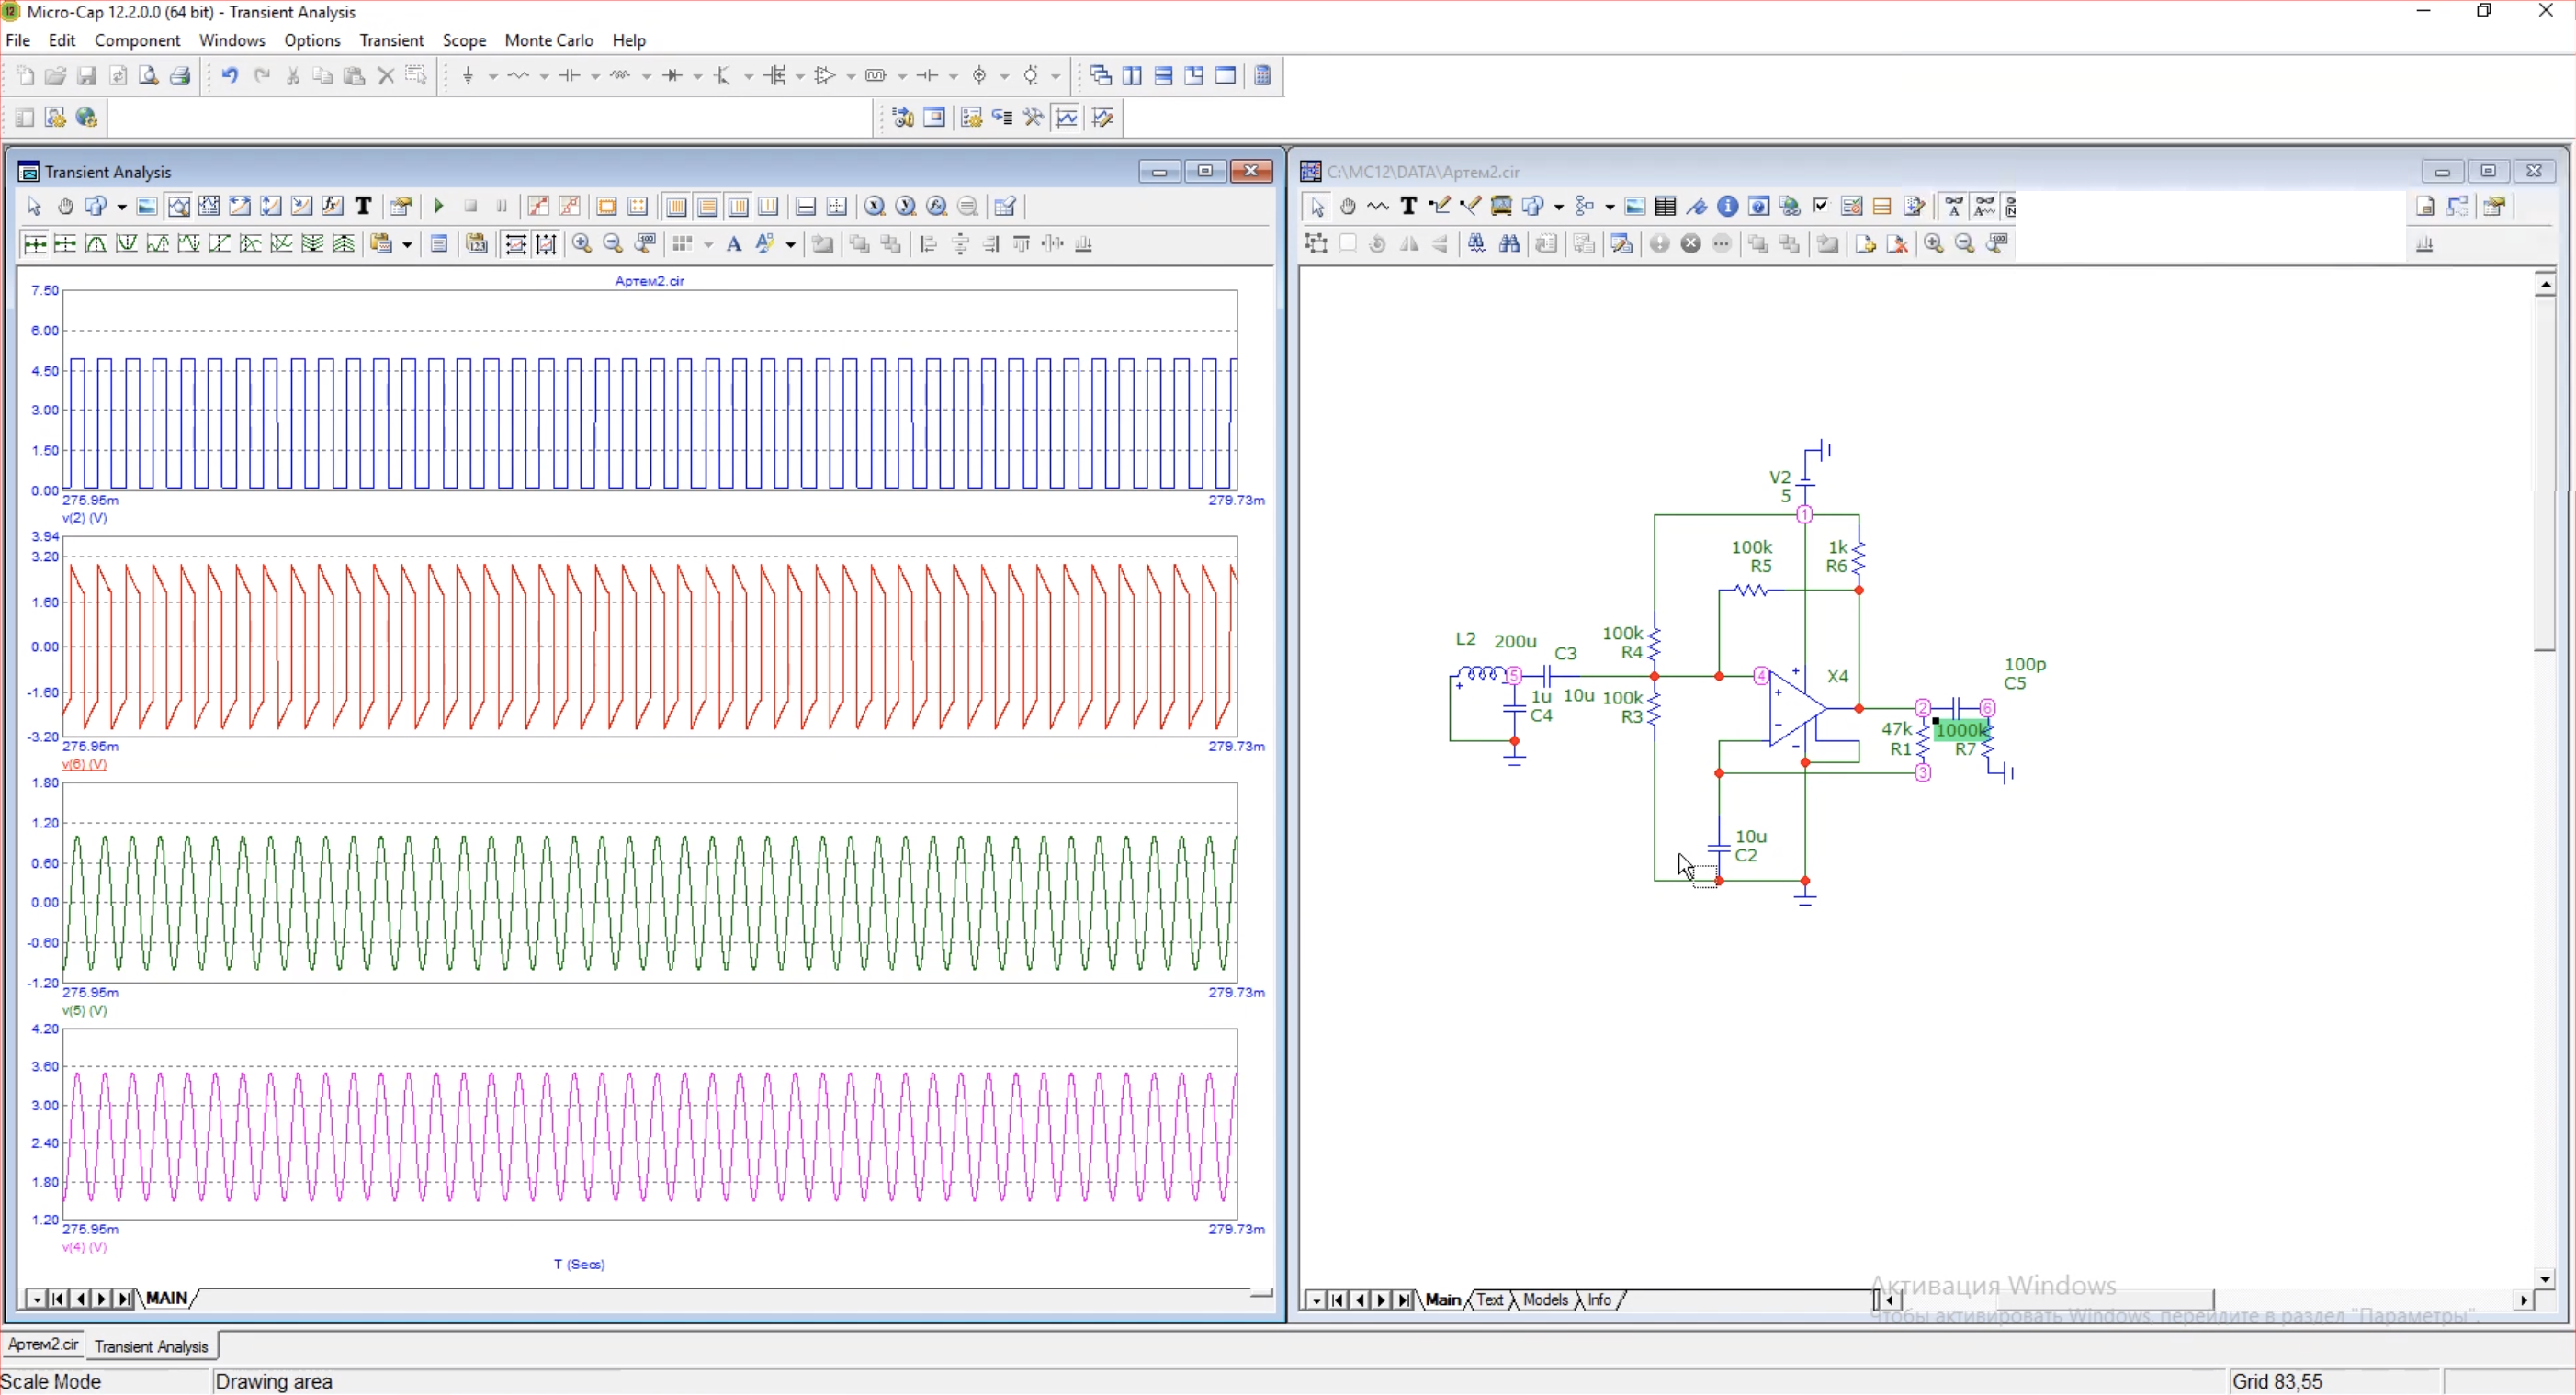 Micro-Cap 12.2.0.0 (64 bit) - Transient Analysis
File Edit Component Windows Options Transient Scope Monte Carlo Help
Transient Analysis
Артем2.cir
7.50
6.00
4.50
3.00
1.50
0.00
275.95m 279.73m
v(2) (V)
3.94
3.20
1.60
0.00
-1.60
-3.20
275.95m 279.73m
v(6) (V)
1.80
1.20
0.60
0.00
-0.60
-1.20
275.95m 279.73m
v(5) (V)
4.20
3.60
3.00
2.40
1.80
1.20
275.95m 279.73m
v(4) (V)
T (Secs)
MAIN
C:\MC12\DATA\Артем2.cir
V2
5
1
100k
R5
1k
R6
L2 200u
C3
10u
5
1u
C4
100k
R4
100k
R3
4
X4
2
6
100p
C5
47k
R1
1000k
R7
3
10u
C2
Main Text Models Info
Активация Windows
Чтобы активировать Windows, перейдите в раздел "Параметры".
Артем2.cir Transient Analysis
Scale Mode Drawing area Grid 83,55